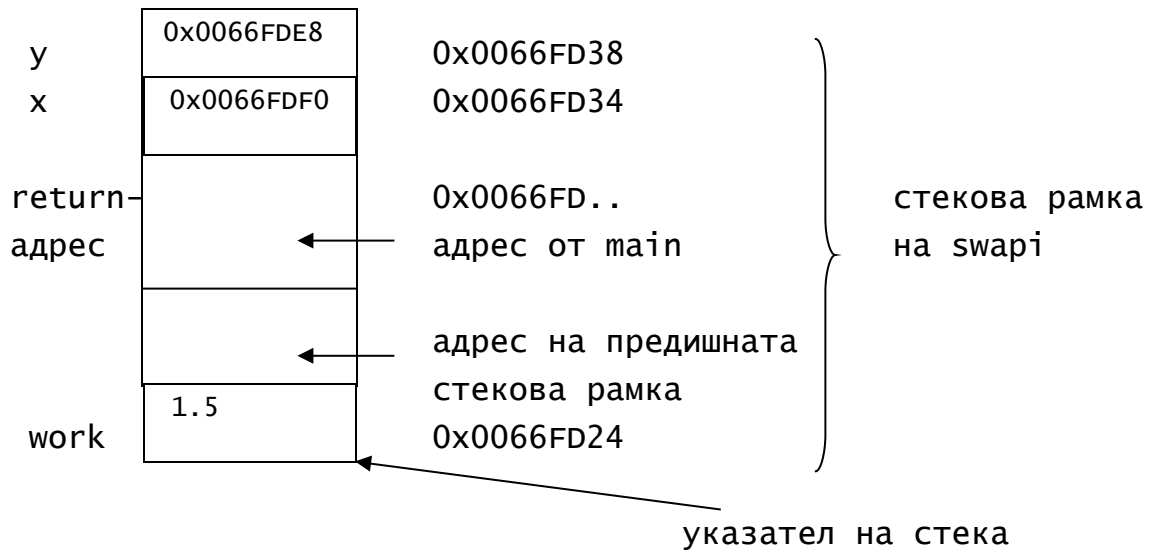 0x0066FDE8
y 0x0066FD38
x 0x0066FDF0 0x0066FD34
return- 0x0066FD.. стекова рамка
адрес адрес от main на swapi
адрес на предишната
стекова рамка
1.5
work 0x0066FD24
указател на стека